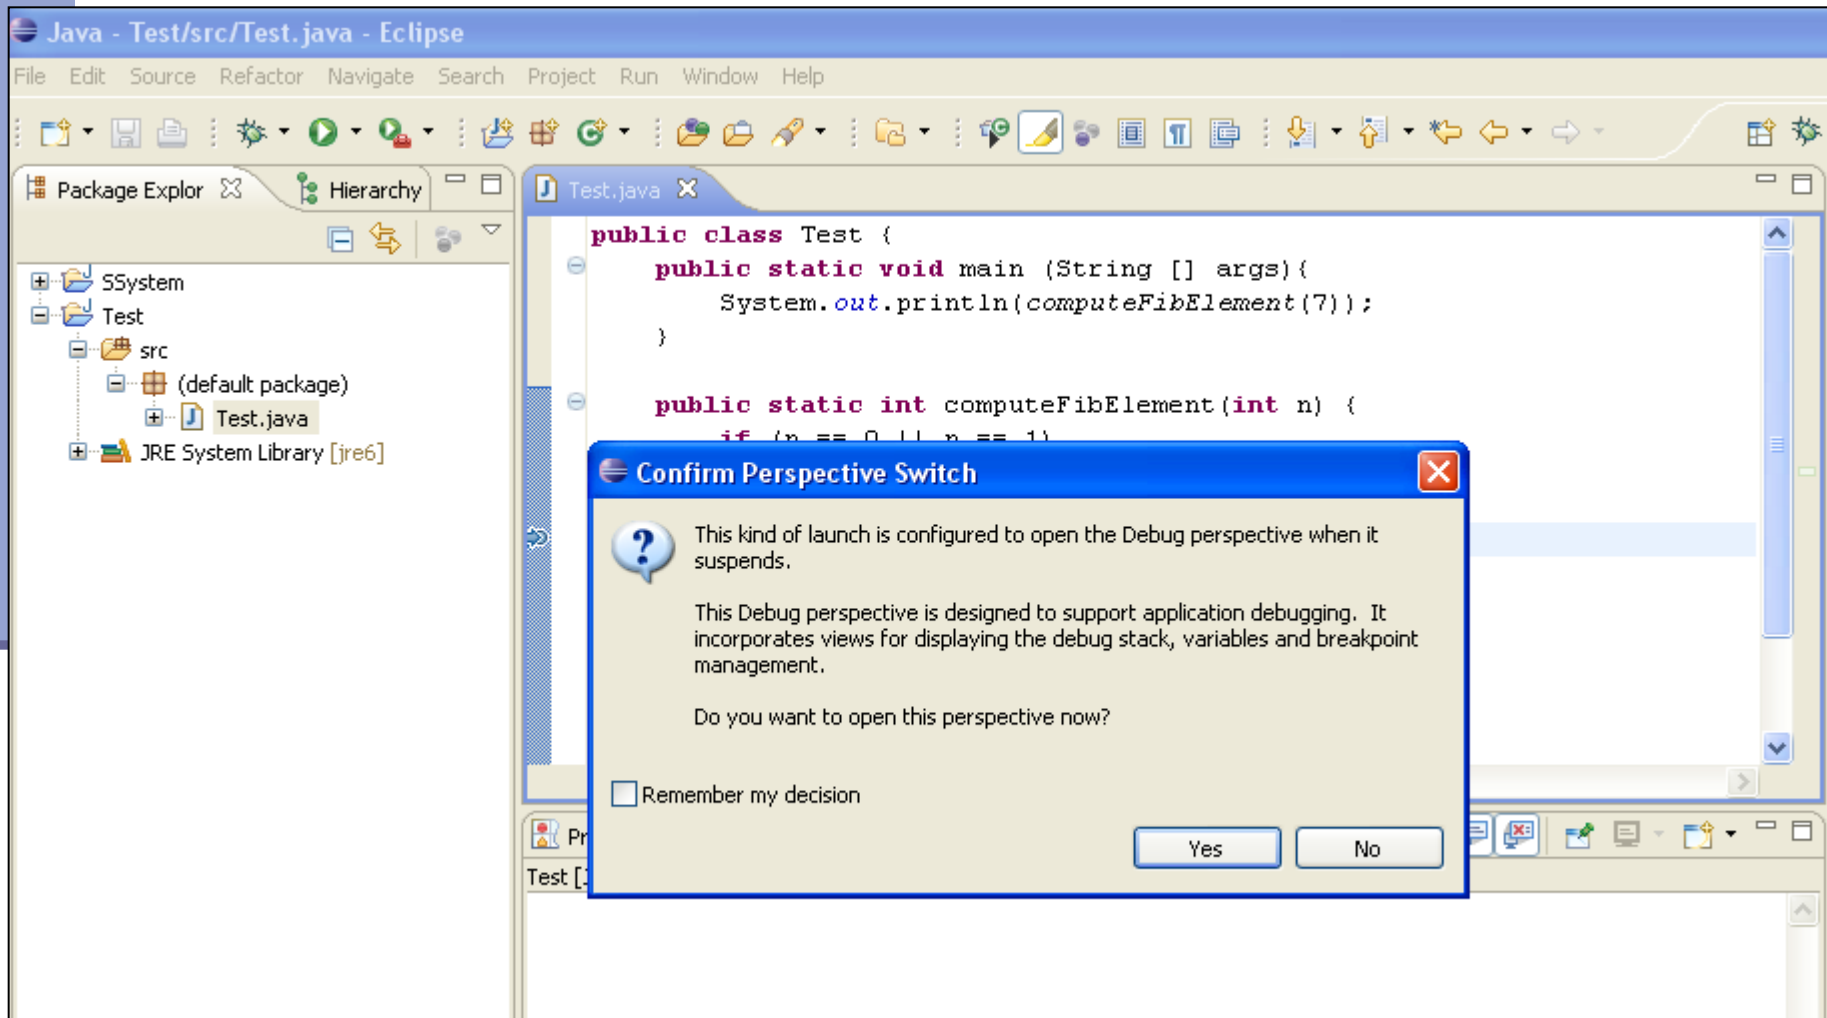 Java - Test/src/Test.java - Eclipse
File Edit Source Refactor Navigate Search Project Run Window Help
Package Explor
Hierarchy
SSystem
Test
src
(default package)
Test.java
JRE System Library [jre6]
Test.java
public class Test {
public static void main (String [] args){
System.out.println(computeFibElement(7));
}
public static int computeFibElement(int n) {
if (n == 0 || n == 1)
Confirm Perspective Switch
This kind of launch is configured to open the Debug perspective when it
suspends.
This Debug perspective is designed to support application debugging. It
incorporates views for displaying the debug stack, variables and breakpoint
management.
Do you want to open this perspective now?
Remember my decision
Yes
No
Pr
Test [